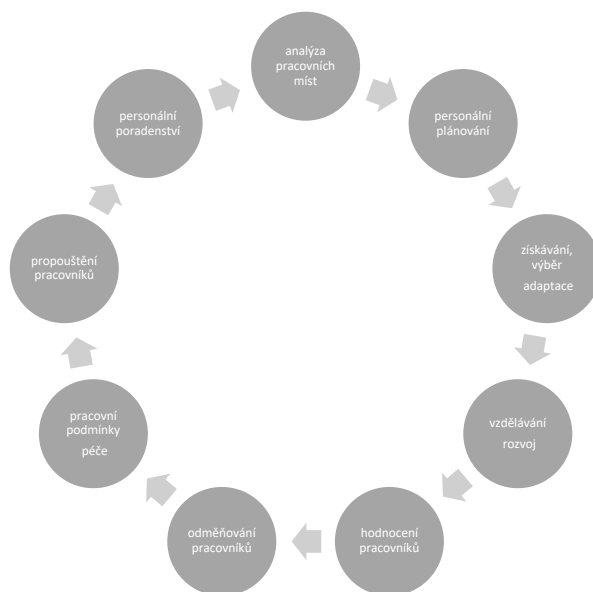 analýza
pracovních
míst
personální
plánování
získávání,
výběr
adaptace
vzdělávání
rozvoj
hodnocení
pracovníků
odměňování
pracovníků
pracovní
podmínky
péče
propouštění
pracovníků
personální
poradenství